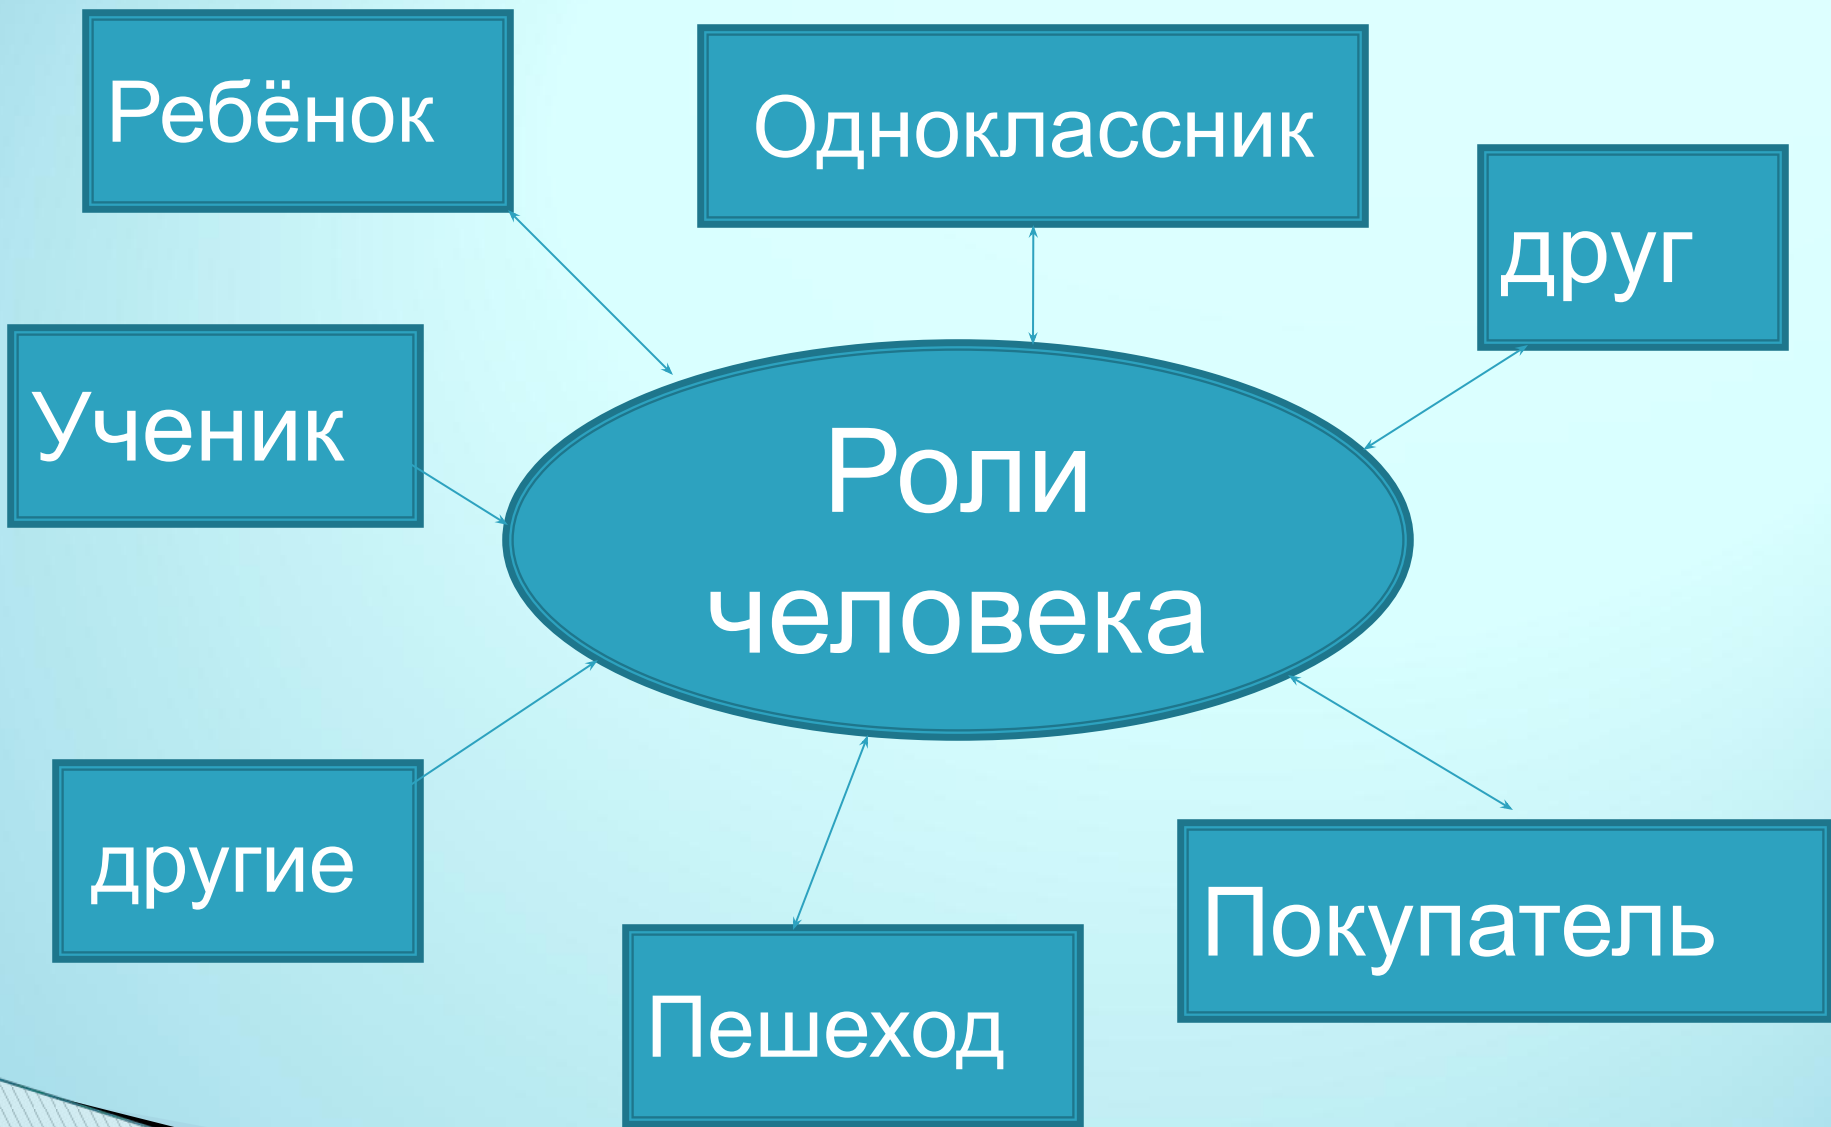 Ребёнок
Одноклассник
друг
Ученик
Роли
человека
другие
Покупатель
Пешеход